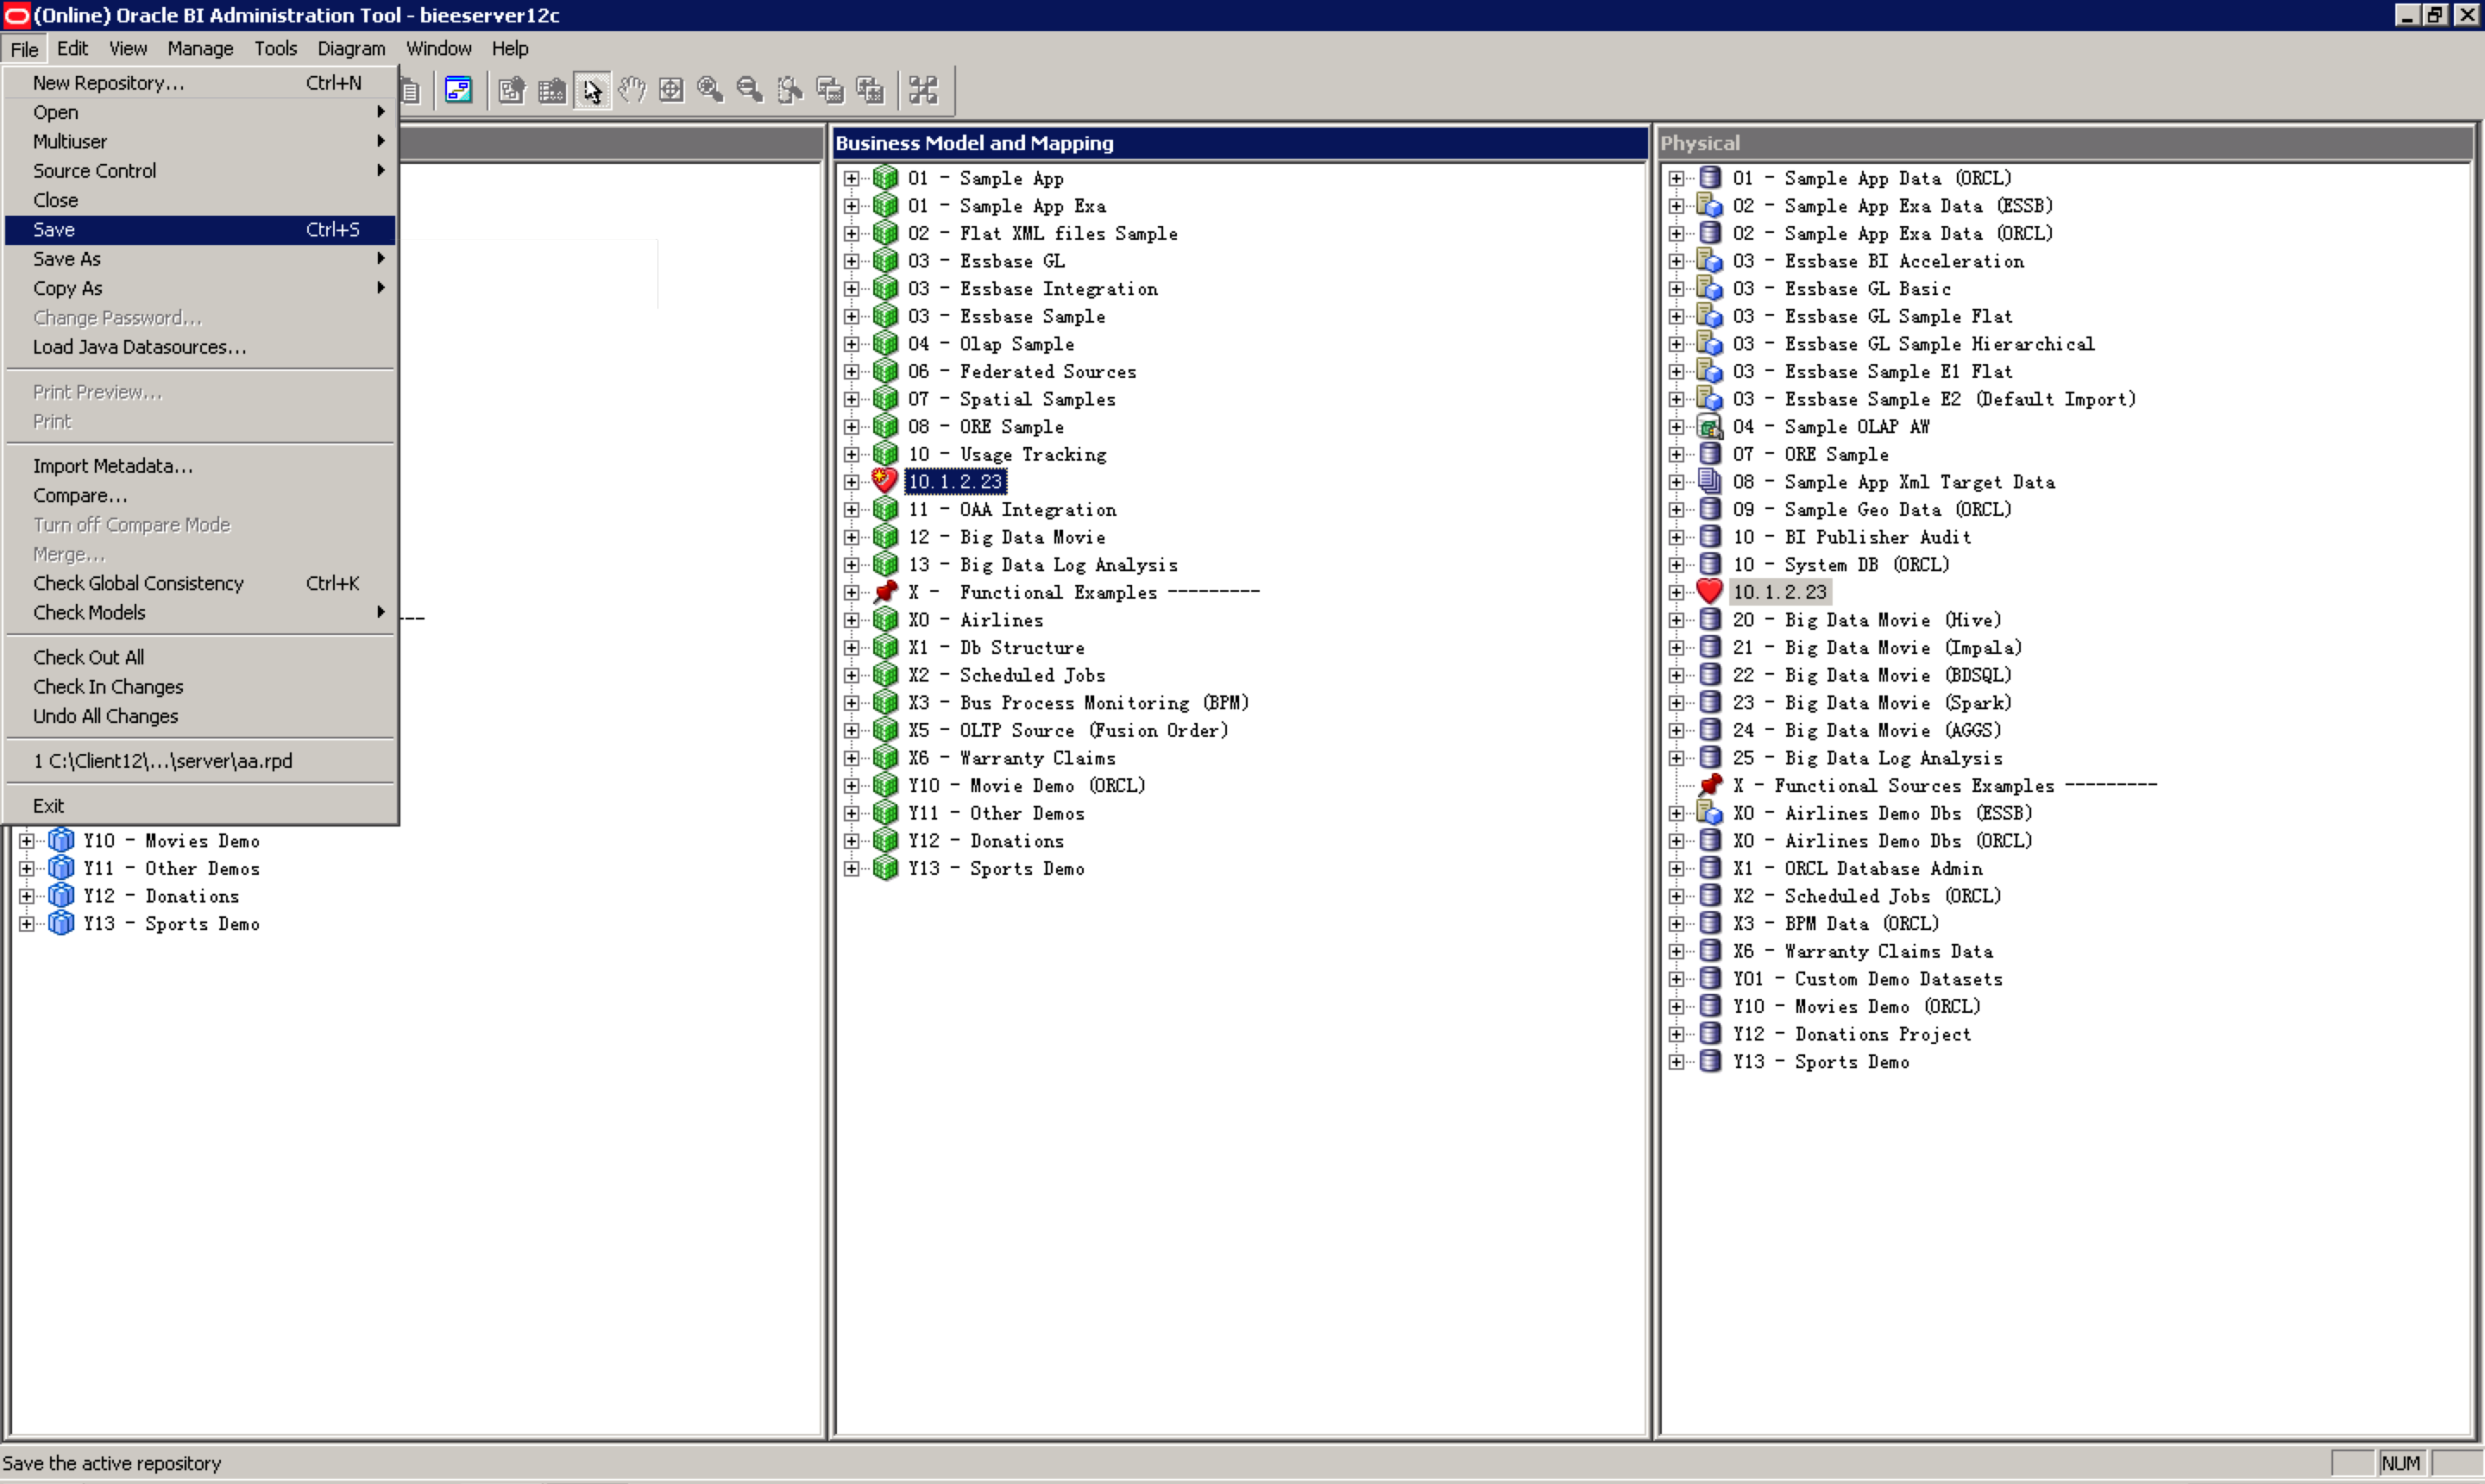 (Online) Oracle BI Administration Tool - bieeserver12c
File Edit View Manage Tools Diagram Window Help
New Repository... Ctrl+N
Open
Multiuser
Source Control
Close
Save Ctrl+S
Save As
Copy As
Change Password...
Load Java Datasources...
Print Preview...
Print
Import Metadata...
Compare...
Turn off Compare Mode
Merge...
Check Global Consistency Ctrl+K
Check Models
Check Out All
Check In Changes
Undo All Changes
1 C:\Client12\...\server\aa.rpd
Exit
Y10 - Movies Demo
Y11 - Other Demos
Y12 - Donations
Y13 - Sports Demo
Business Model and Mapping
01 - Sample App
01 - Sample App Exa
02 - Flat XML files Sample
03 - Essbase GL
03 - Essbase Integration
03 - Essbase Sample
04 - Olap Sample
06 - Federated Sources
07 - Spatial Samples
08 - ORE Sample
10 - Usage Tracking
10.1.2.23
11 - OAA Integration
12 - Big Data Movie
13 - Big Data Log Analysis
X - Functional Examples ---------
X0 - Airlines
X1 - Db Structure
X2 - Scheduled Jobs
X3 - Bus Process Monitoring (BPM)
X5 - OLTP Source (Fusion Order)
X6 - Warranty Claims
Y10 - Movie Demo (ORCL)
Y11 - Other Demos
Y12 - Donations
Y13 - Sports Demo
Physical
01 - Sample App Data (ORCL)
02 - Sample App Exa Data (ESSB)
02 - Sample App Exa Data (ORCL)
03 - Essbase BI Acceleration
03 - Essbase GL Basic
03 - Essbase GL Sample Flat
03 - Essbase GL Sample Hierarchical
03 - Essbase Sample E1 Flat
03 - Essbase Sample E2 (Default Import)
04 - Sample OLAP AW
07 - ORE Sample
08 - Sample App Xml Target Data
09 - Sample Geo Data (ORCL)
10 - BI Publisher Audit
10 - System DB (ORCL)
10.1.2.23
20 - Big Data Movie (Hive)
21 - Big Data Movie (Impala)
22 - Big Data Movie (BDSQL)
23 - Big Data Movie (Spark)
24 - Big Data Movie (AGGS)
25 - Big Data Log Analysis
X - Functional Sources Examples ---------
X0 - Airlines Demo Dbs (ESSB)
X0 - Airlines Demo Dbs (ORCL)
X1 - ORCL Database Admin
X2 - Scheduled Jobs (ORCL)
X3 - BPM Data (ORCL)
X6 - Warranty Claims Data
Y01 - Custom Demo Datasets
Y10 - Movies Demo (ORCL)
Y12 - Donations Project
Y13 - Sports Demo
Save the active repository
NUM